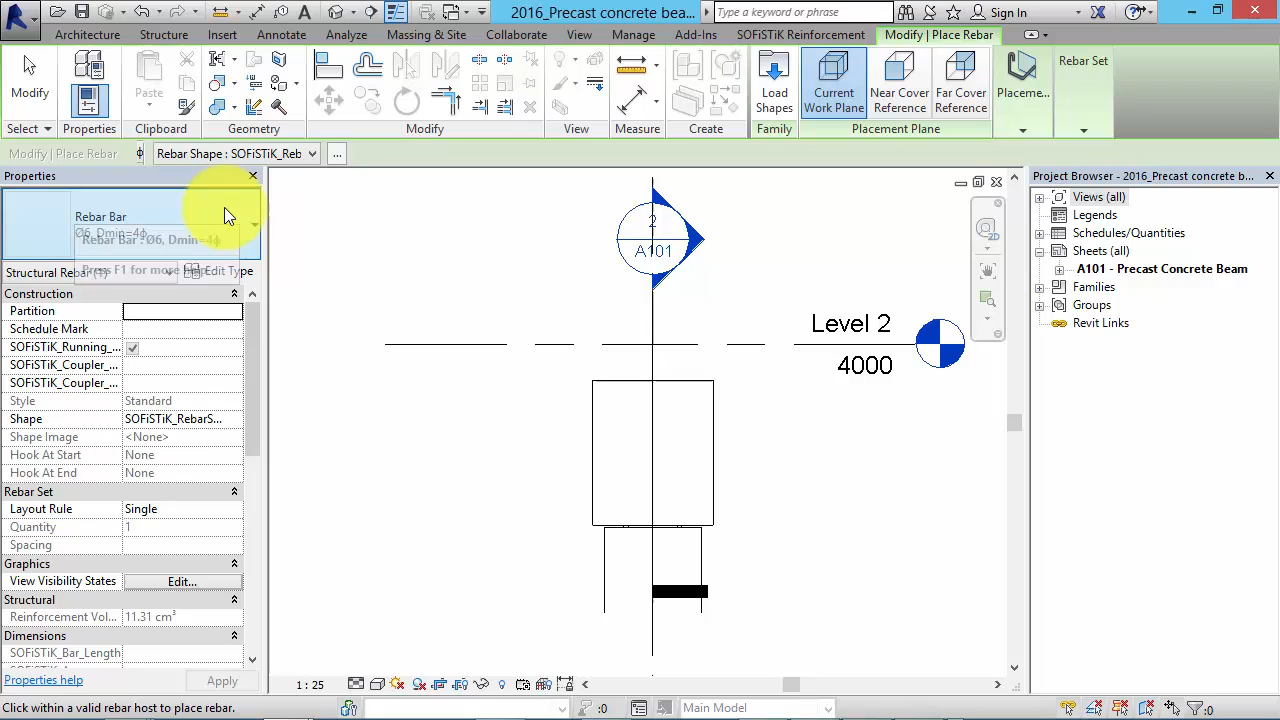 2016_Precast concrete bea...
Type a keyword or phrase
Sign In
Architecture
Structure
Insert
Annotate
Analyze
Massing & Site
Collaborate
View
Manage
Add-Ins
SOFiSTiK Reinforcement
Modify | Place Rebar
Modify
Properties
Paste
Load
Shapes
Current
Work Plane
Near Cover
Reference
Far Cover
Reference
Placeme...
Rebar Set
Select
Properties
Clipboard
Geometry
Modify
View
Measure
Create
Family
Placement Plane
Modify | Place Rebar
Rebar Shape : SOFiSTiK_Reb
...
Properties
Rebar Bar
Ø6, Dmin=4ϕ
Rebar Bar : Ø6, Dmin=4ϕ
Press F1 for more help
Structural Rebar (1)
Edit Type
Construction
Partition
Schedule Mark
SOFiSTiK_Running_...
SOFiSTiK_Coupler_...
SOFiSTiK_Coupler_...
Style Standard
Shape SOFiSTiK_RebarS...
Shape Image <None>
Hook At Start None
Hook At End None
Rebar Set
Layout Rule Single
Quantity 1
Spacing
Graphics
View Visibility States Edit...
Structural
Reinforcement Vol... 11.31 cm³
Dimensions
SOFiSTiK_Bar_Length
Properties help
Apply
2
A101
Level 2
4000
Project Browser - 2016_Precast concrete b...
Views (all)
Legends
Schedules/Quantities
Sheets (all)
A101 - Precast Concrete Beam
Families
Groups
Revit Links
1 : 25
Click within a valid rebar host to place rebar.
:0
Main Model
:0